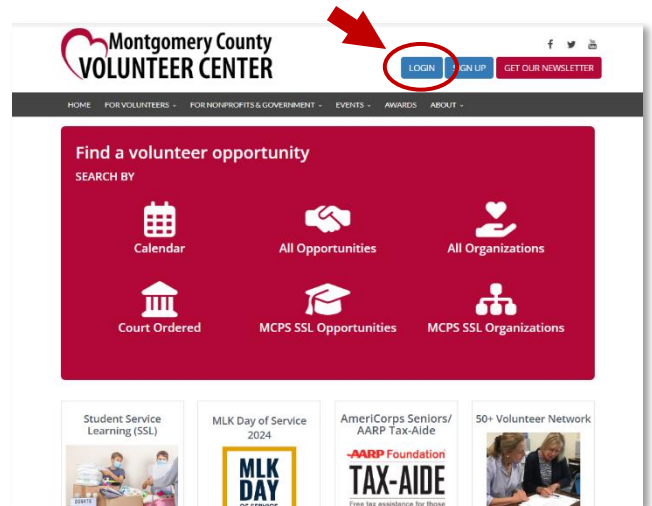 Montgomery County
VOLUNTEER CENTER
LOGIN
SIGN UP
GET OUR NEWSLETTER
HOME FOR VOLUNTEERS FOR NONPROFITS & GOVERNMENT EVENTS AWARDS ABOUT
Find a volunteer opportunity
SEARCH BY
Calendar
All Opportunities
All Organizations
Court Ordered
MCPS SSL Opportunities
MCPS SSL Organizations
Student Service
Learning (SSL)
DONATE
MLK Day of Service
2024
MLK
DAY
OF SERVICE
AmeriCorps Seniors/
AARP Tax-Aide
AARP Foundation
TAX-AIDE
Free tax assistance for those
50+ Volunteer Network